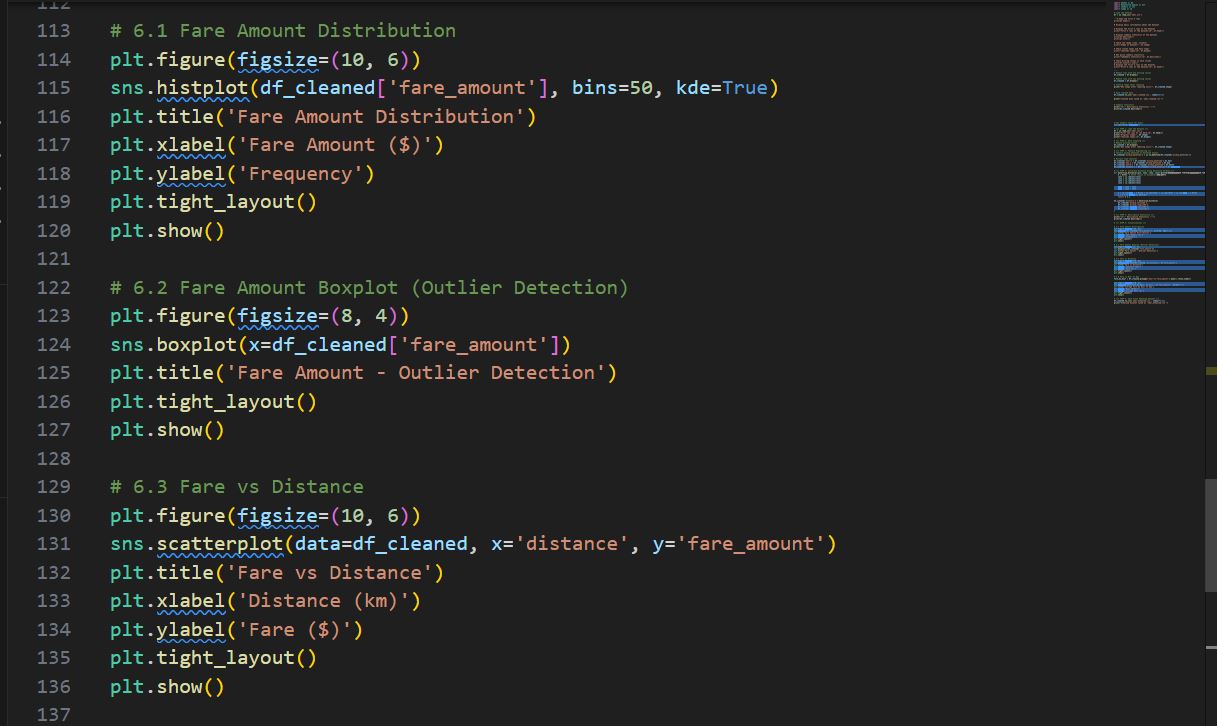 112
113 # 6.1 Fare Amount Distribution
114 plt.figure(figsize=(10, 6))
115 sns.histplot(df_cleaned['fare_amount'], bins=50, kde=True)
116 plt.title('Fare Amount Distribution')
117 plt.xlabel('Fare Amount ($)')
118 plt.ylabel('Frequency')
119 plt.tight_layout()
120 plt.show()
121
122 # 6.2 Fare Amount Boxplot (Outlier Detection)
123 plt.figure(figsize=(8, 4))
124 sns.boxplot(x=df_cleaned['fare_amount'])
125 plt.title('Fare Amount - Outlier Detection')
126 plt.tight_layout()
127 plt.show()
128
129 # 6.3 Fare vs Distance
130 plt.figure(figsize=(10, 6))
131 sns.scatterplot(data=df_cleaned, x='distance', y='fare_amount')
132 plt.title('Fare vs Distance')
133 plt.xlabel('Distance (km)')
134 plt.ylabel('Fare ($)')
135 plt.tight_layout()
136 plt.show()
137